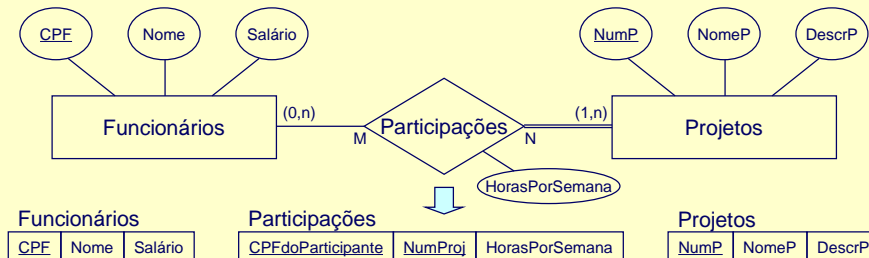 CPF Nome Salário NumP NomeP DescrP
(0,n) (1,n)
Funcionários Participações Projetos
M N
HorasPorSemana
Funcionários Participações Projetos
CPF Nome Salário CPFdoParticipante NumProj HorasPorSemana NumP NomeP DescrP